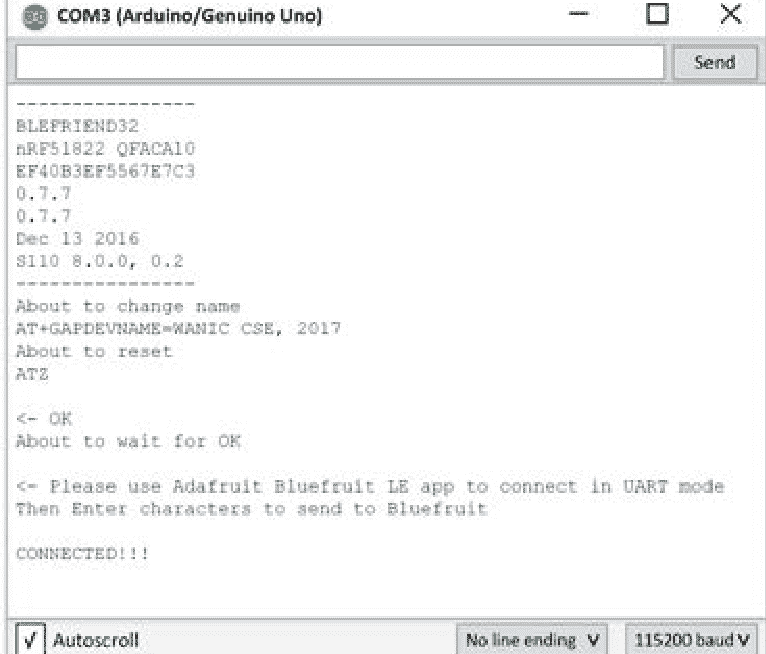 COM3 (Arduino/Genuino Uno)
Send
----------------
BLEFRIEND32
nRF51822 QFACA10
EF40B3EF5567E7C3
0.7.7
0.7.7
Dec 13 2016
S110 8.0.0, 0.2
----------------
About to change name
AT+GAPDEVNAME=WANIC CSE, 2017
About to reset
ATZ
<- OK
About to wait for OK
<- Please use Adafruit Bluefruit LE app to connect in UART mode
Then Enter characters to send to Bluefruit
CONNECTED!!!
Autoscroll
No line ending
115200 baud